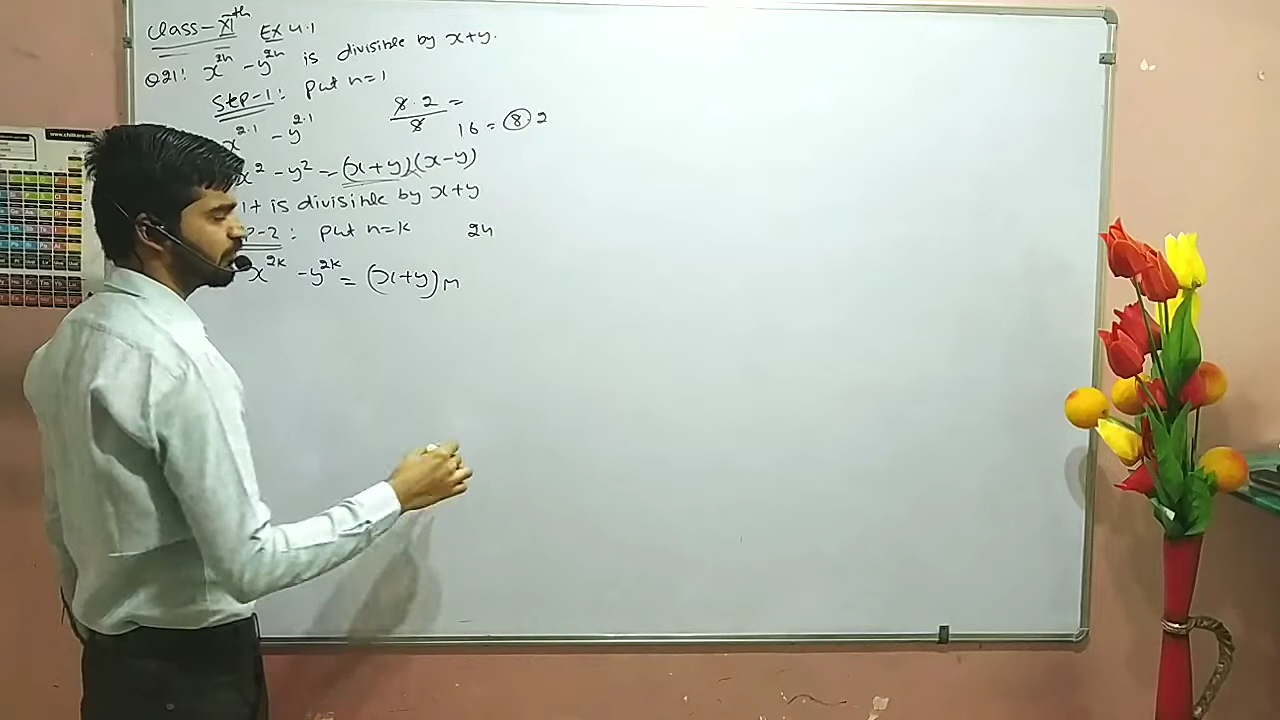 Class-XIth Ex 4.1
Q21: x^2n - y^2n is divisible by x+y.
Step-1: Put n=1
x^2.1 - y^2.1
8.2/8 =
16 = 8.2
x^2 - y^2 = (x+y)(x-y)
It is divisible by x+y
P-2: Put n=k 2n
x^2k - y^2k = (x+y)M